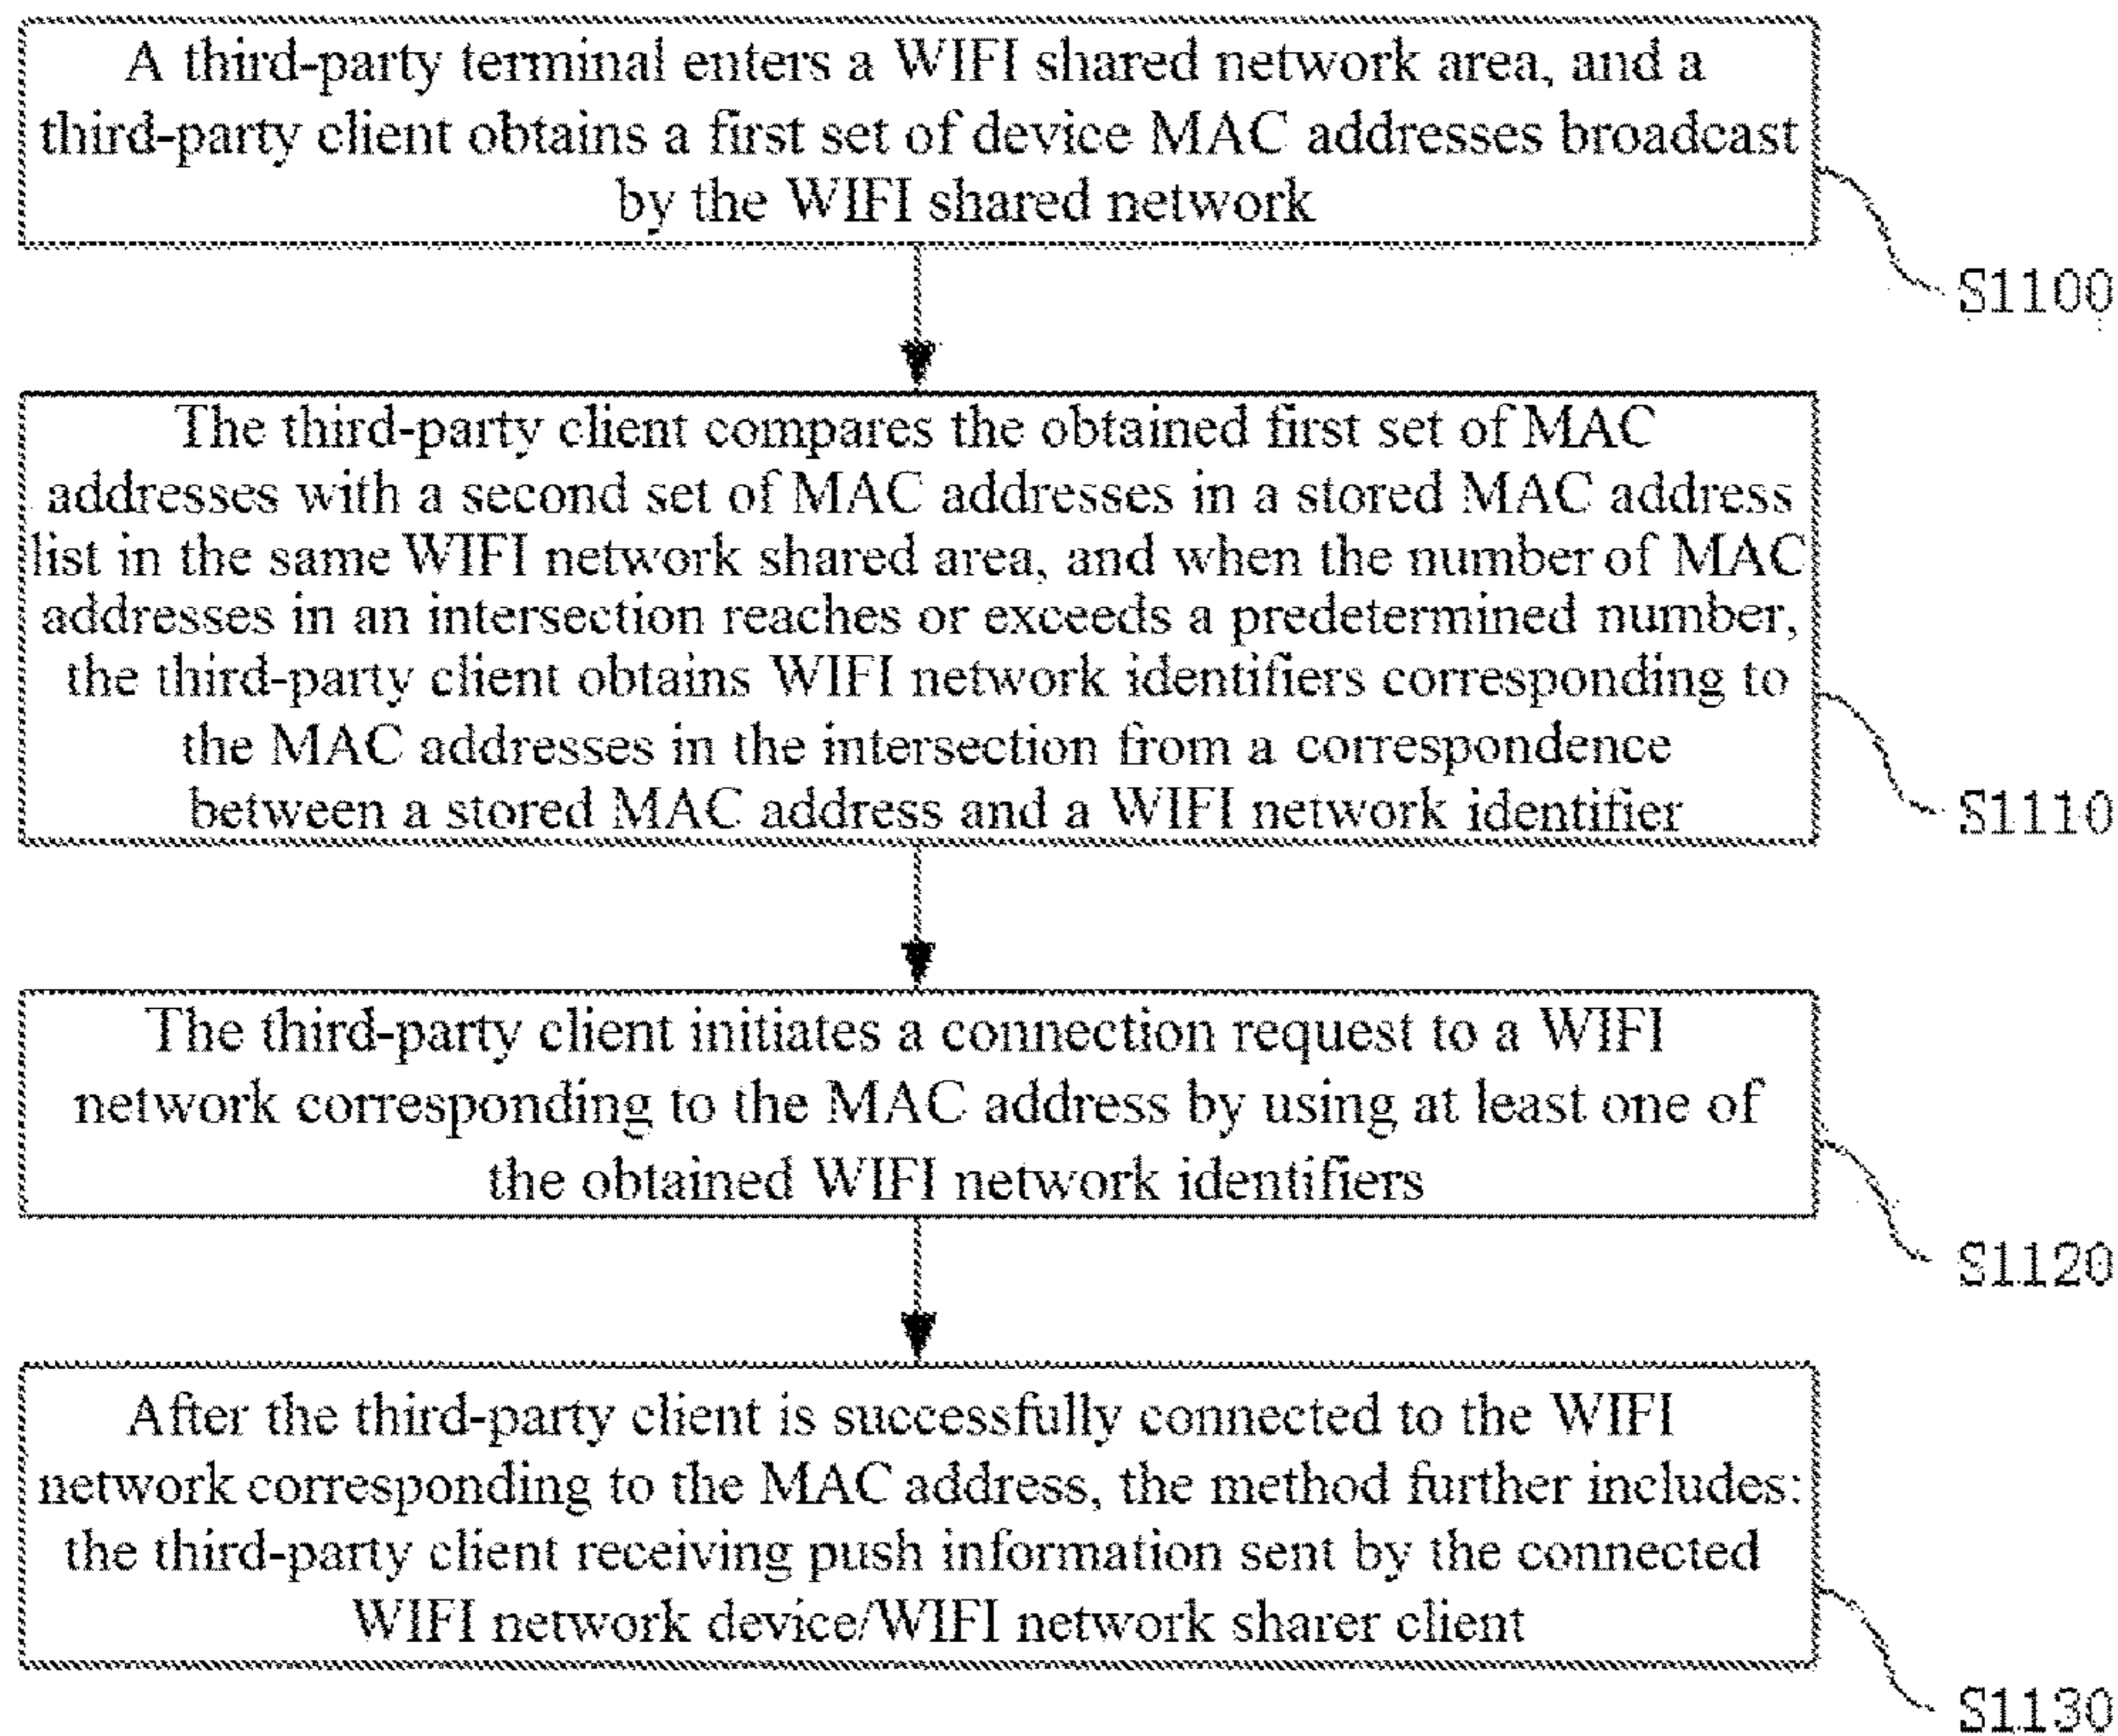 A third-party terminal enters a WIFI shared network area, and a
third-party client obtains a first set of device MAC addresses broadcast
by the WIFI shared network
S1100
The third-party client compares the obtained first set of MAC
addresses with a second set of MAC addresses in a stored MAC address
list in the same WIFI network shared area, and when the number of MAC
addresses in an intersection reaches or exceeds a predetermined number,
the third-party client obtains WIFI network identifiers corresponding to
the MAC addresses in the intersection from a correspondence
between a stored MAC address and a WIFI network identifier
S1110
The third-party client initiates a connection request to a WIFI
network corresponding to the MAC address by using at least one of
the obtained WIFI network identifiers
S1120
After the third-party client is successfully connected to the WIFI
network corresponding to the MAC address, the method further includes:
the third-party client receiving push information sent by the connected
WIFI network device/WIFI network sharer client
S1130